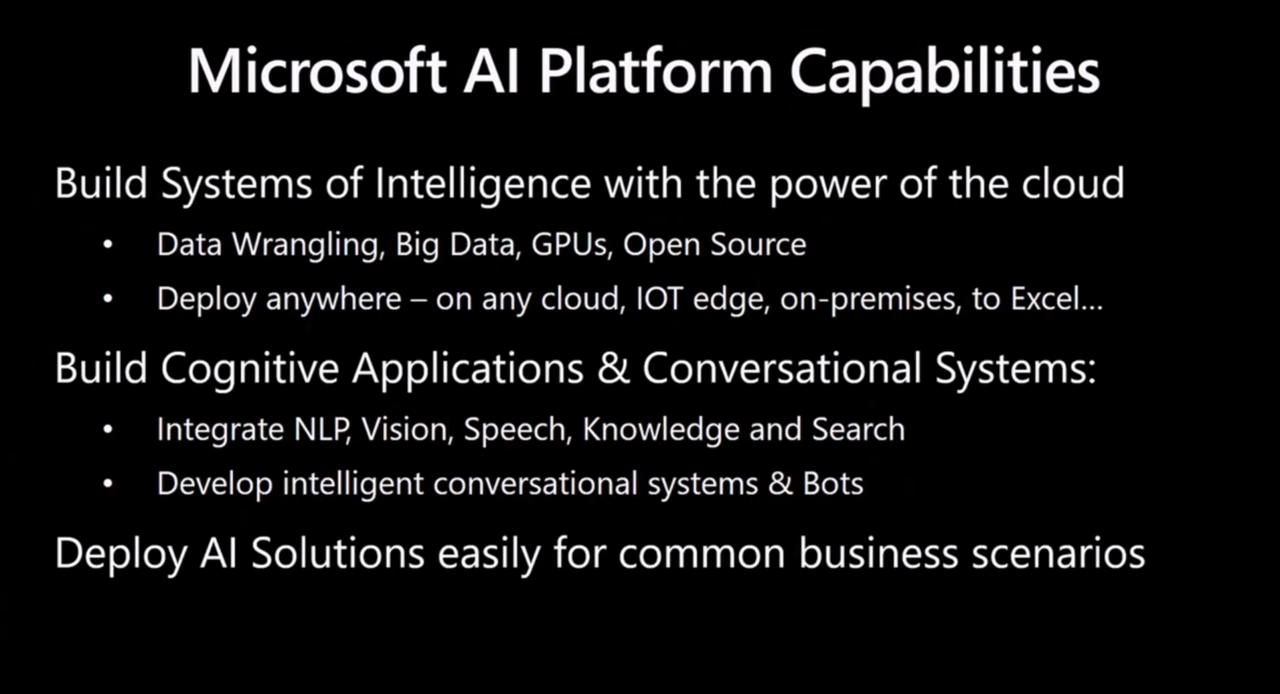 Microsoft AI Platform Capabilities
Build Systems of Intelligence with the power of the cloud
• Data Wrangling, Big Data, GPUs, Open Source
• Deploy anywhere – on any cloud, IOT edge, on-premises, to Excel...
Build Cognitive Applications & Conversational Systems:
• Integrate NLP, Vision, Speech, Knowledge and Search
• Develop intelligent conversational systems & Bots
Deploy AI Solutions easily for common business scenarios